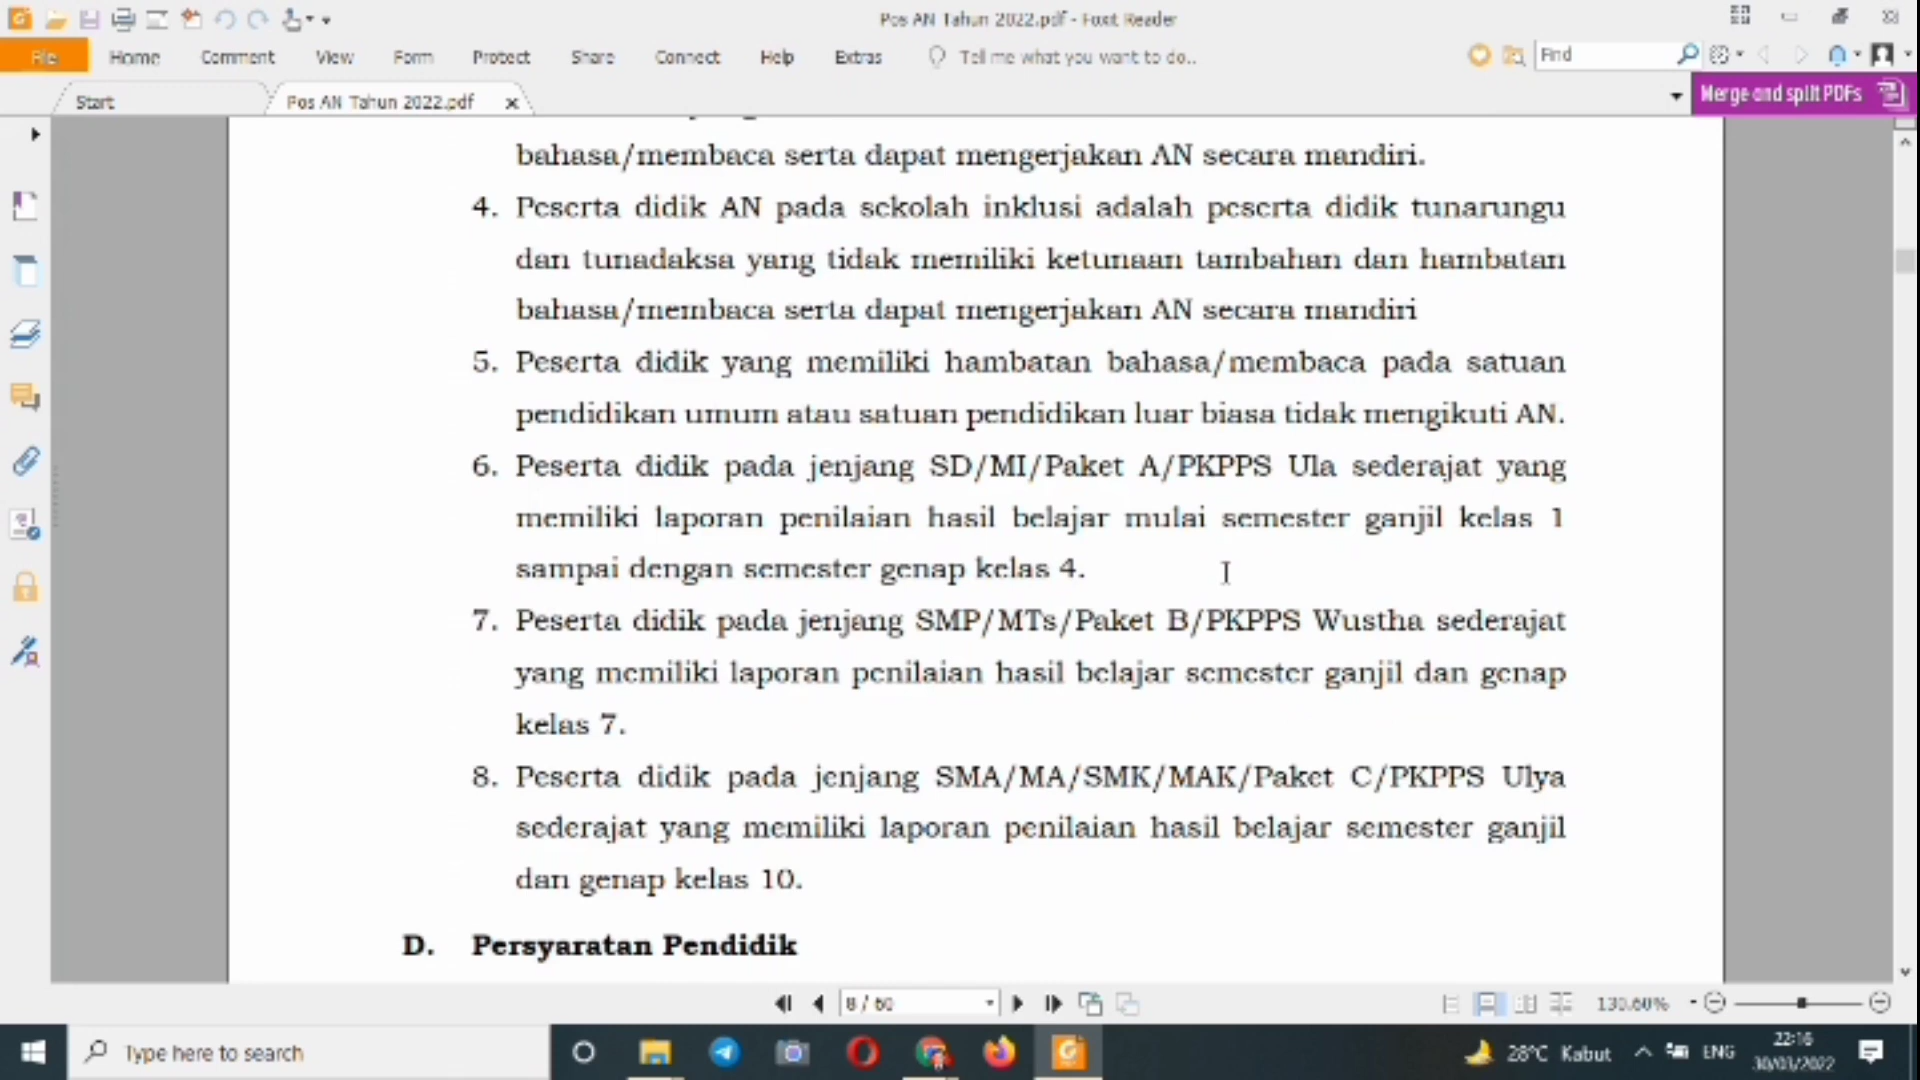 Pos AN Tahun 2022.pdf - Foxit Reader
File Home Comment View Form Protect Share Connect Help Extras Tell me what you want to do.. Find
Start Pos AN Tahun 2022.pdf Merge and split PDFs
bahasa/membaca serta dapat mengerjakan AN secara mandiri.
4. Peserta didik AN pada sekolah inklusi adalah peserta didik tunarungu
dan tunadaksa yang tidak memiliki ketunaan tambahan dan hambatan
bahasa/membaca serta dapat mengerjakan AN secara mandiri
5. Peserta didik yang memiliki hambatan bahasa/membaca pada satuan
pendidikan umum atau satuan pendidikan luar biasa tidak mengikuti AN.
6. Peserta didik pada jenjang SD/MI/Paket A/PKPPS Ula sederajat yang
memiliki laporan penilaian hasil belajar mulai semester ganjil kelas 1
sampai dengan semester genap kelas 4.
7. Peserta didik pada jenjang SMP/MTs/Paket B/PKPPS Wustha sederajat
yang memiliki laporan penilaian hasil belajar semester ganjil dan genap
kelas 7.
8. Peserta didik pada jenjang SMA/MA/SMK/MAK/Paket C/PKPPS Ulya
sederajat yang memiliki laporan penilaian hasil belajar semester ganjil
dan genap kelas 10.
D. Persyaratan Pendidik
8 / 60 130.60%
Type here to search 28°C Kabut ENG 22:16
30/03/2022